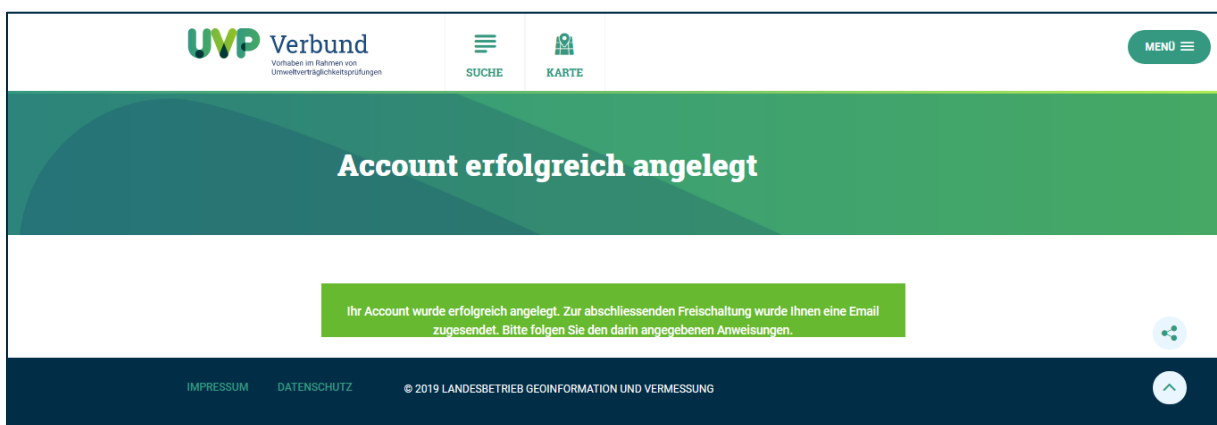 UVP Verbund
Vorhaben im Rahmen von
Umweltverträglichkeitsprüfungen
SUCHE
KARTE
MENÜ
Account erfolgreich angelegt
Ihr Account wurde erfolgreich angelegt. Zur abschliessenden Freischaltung wurde Ihnen eine Email
zugesendet. Bitte folgen Sie den darin angegebenen Anweisungen.
IMPRESSUM DATENSCHUTZ © 2019 LANDESBETRIEB GEOINFORMATION UND VERMESSUNG